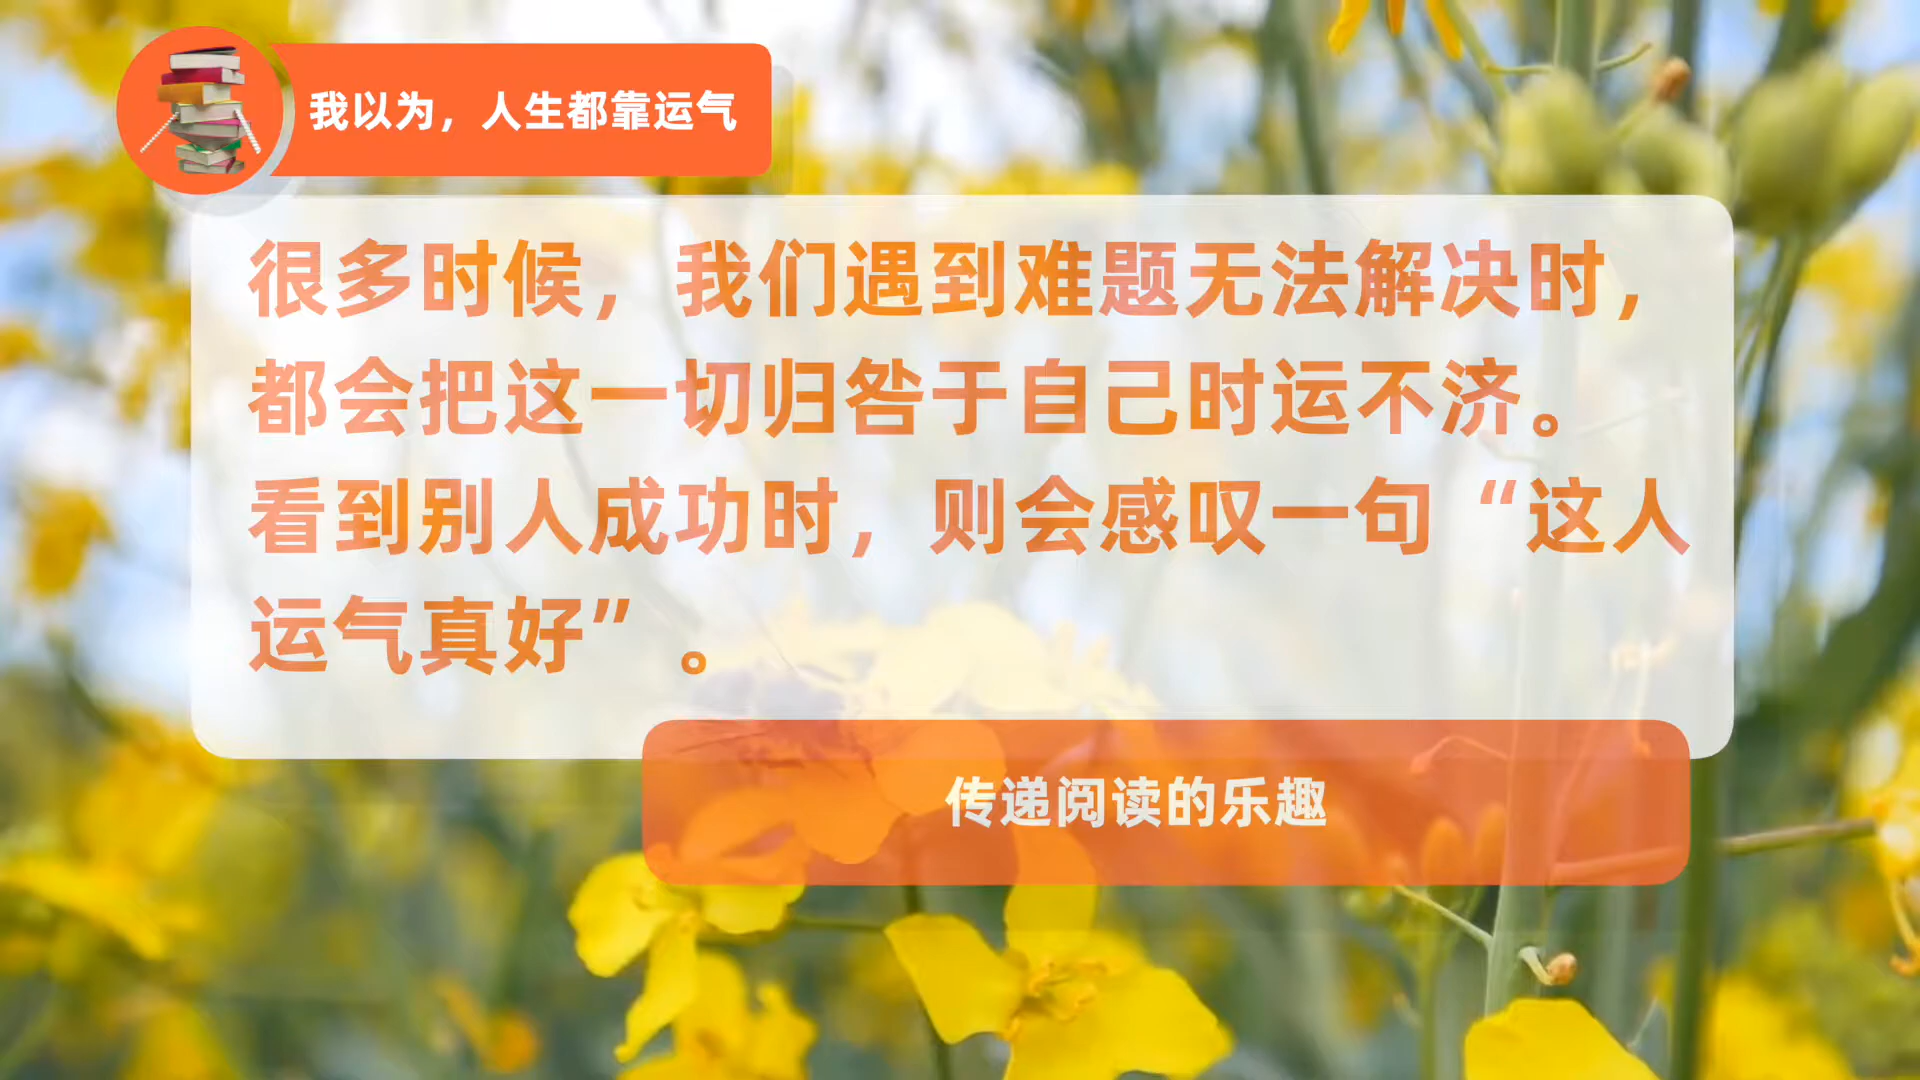 我以为，人生都靠运气
很多时候，我们遇到难题无法解决时，
都会把这一切归咎于自己时运不济。
看到别人成功时，则会感叹一句“这人
运气真好”。
传递阅读的乐趣